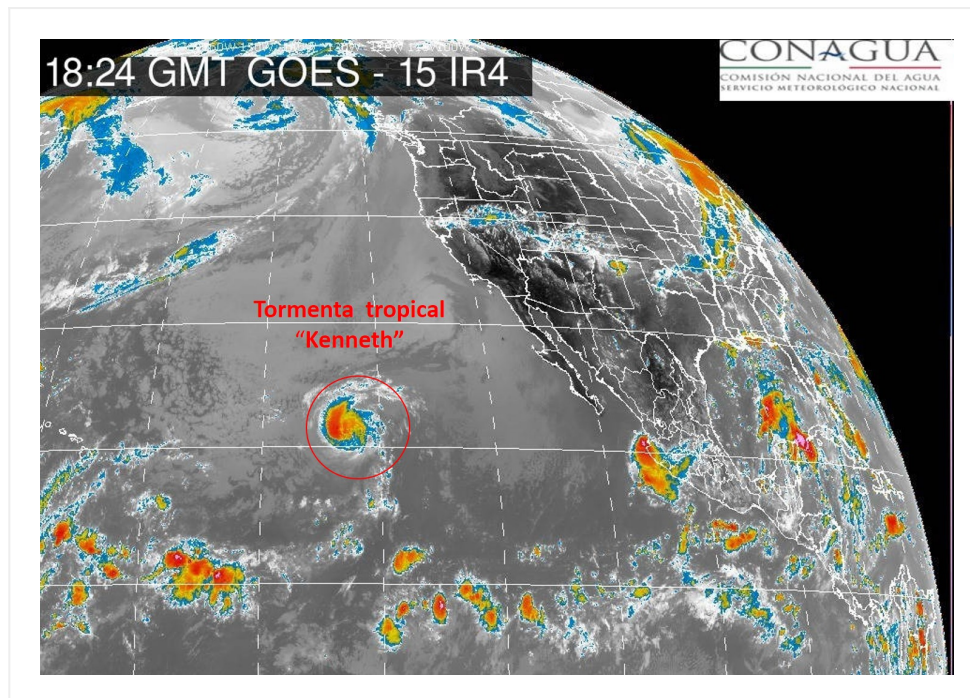 18:24 GMT GOES - 15 IR4
CONAGUA
COMISIÓN NACIONAL DEL AGUA
SERVICIO METEOROLÓGICO NACIONAL
Tormenta tropical
“Kenneth”